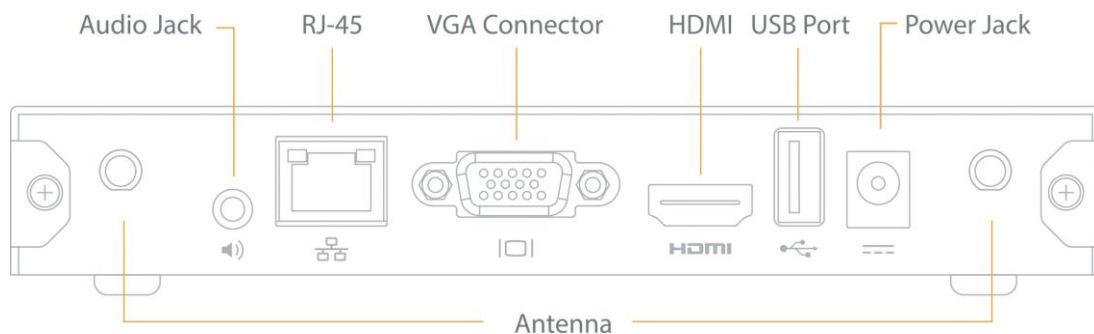 Audio Jack RJ-45 VGA Connector HDMI USB Port Power Jack
HDMI
Antenna